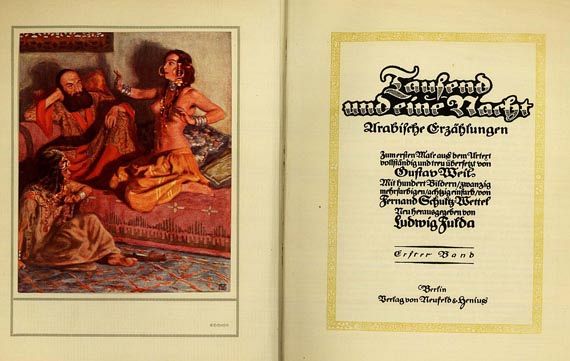 Tausend
und eine Nacht
Arabische Erzählungen
Zum ersten Male aus dem Urtext
vollständig und treu übersetzt von
Gustav Weil
Mit hundert Bildern/zwanzig
mehrfarbigen/achtzig einfarb./von
Fernand Schultz-Wettel
Neu herausgegeben von
Ludwig Fulda
Erster Band
Berlin
Verlag von Neufeld & Henius